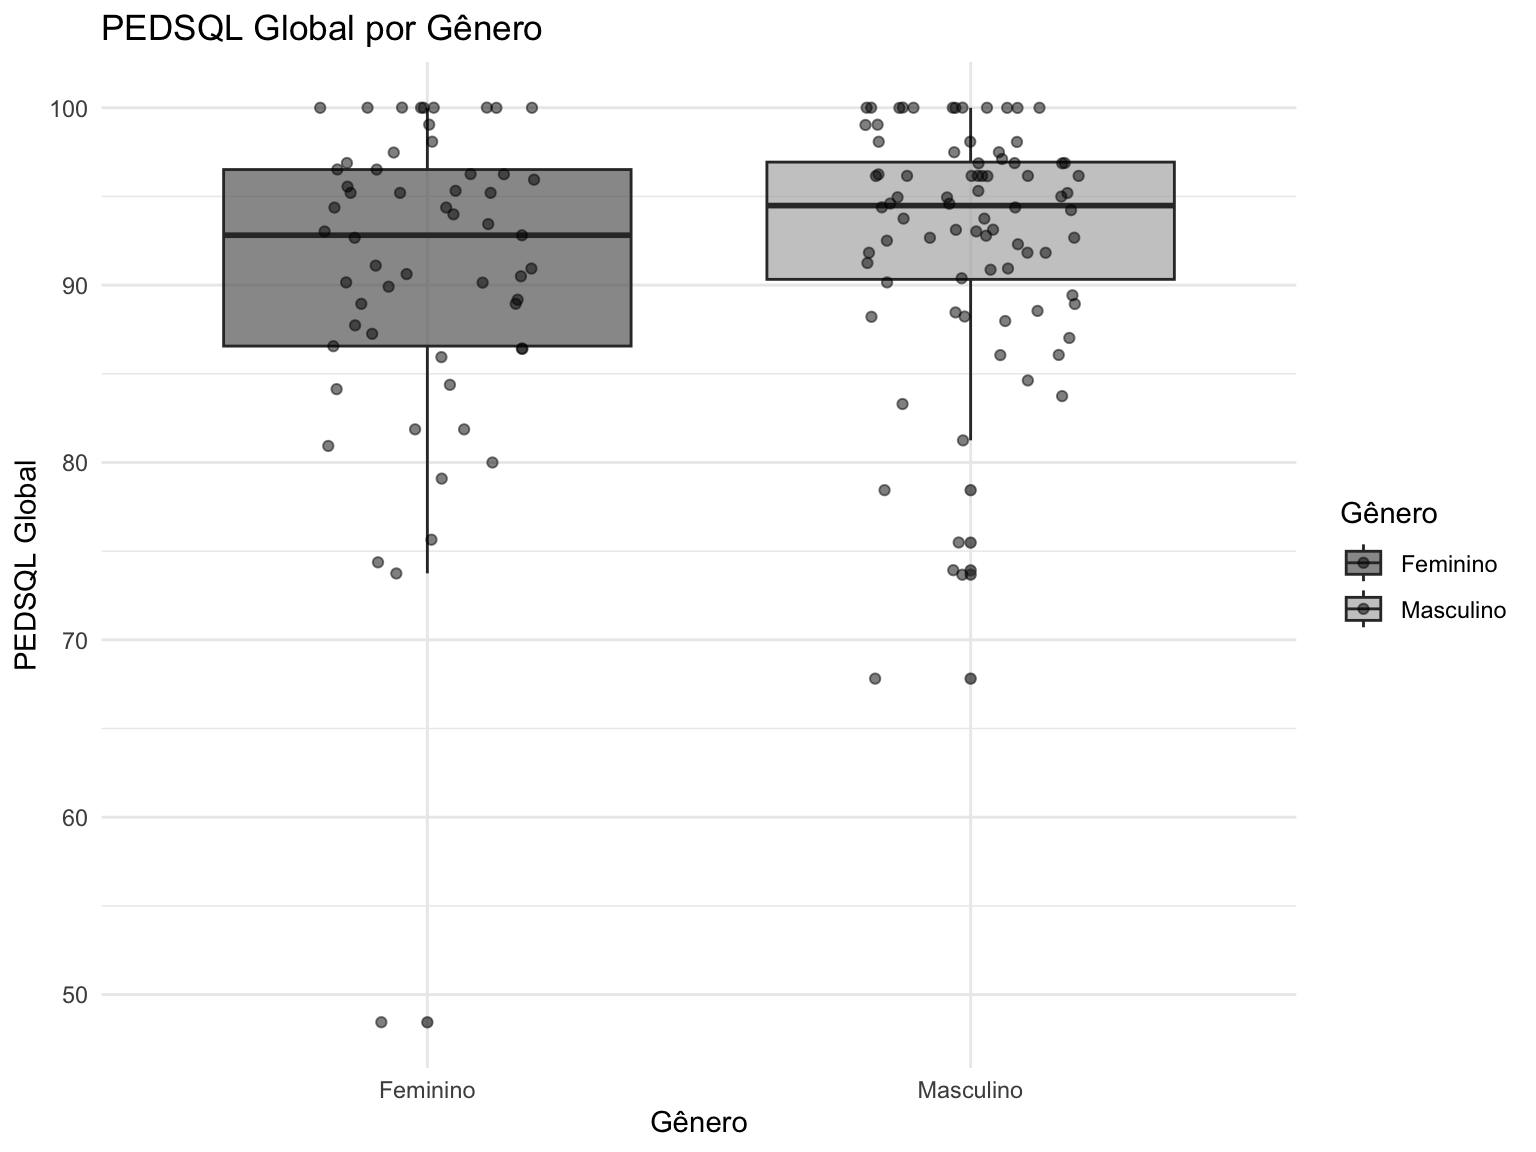 PEDSQL Global por Gênero
PEDSQL Global
100
90
80
70
60
50
Feminino
Masculino
Gênero
Gênero
Feminino
Masculino